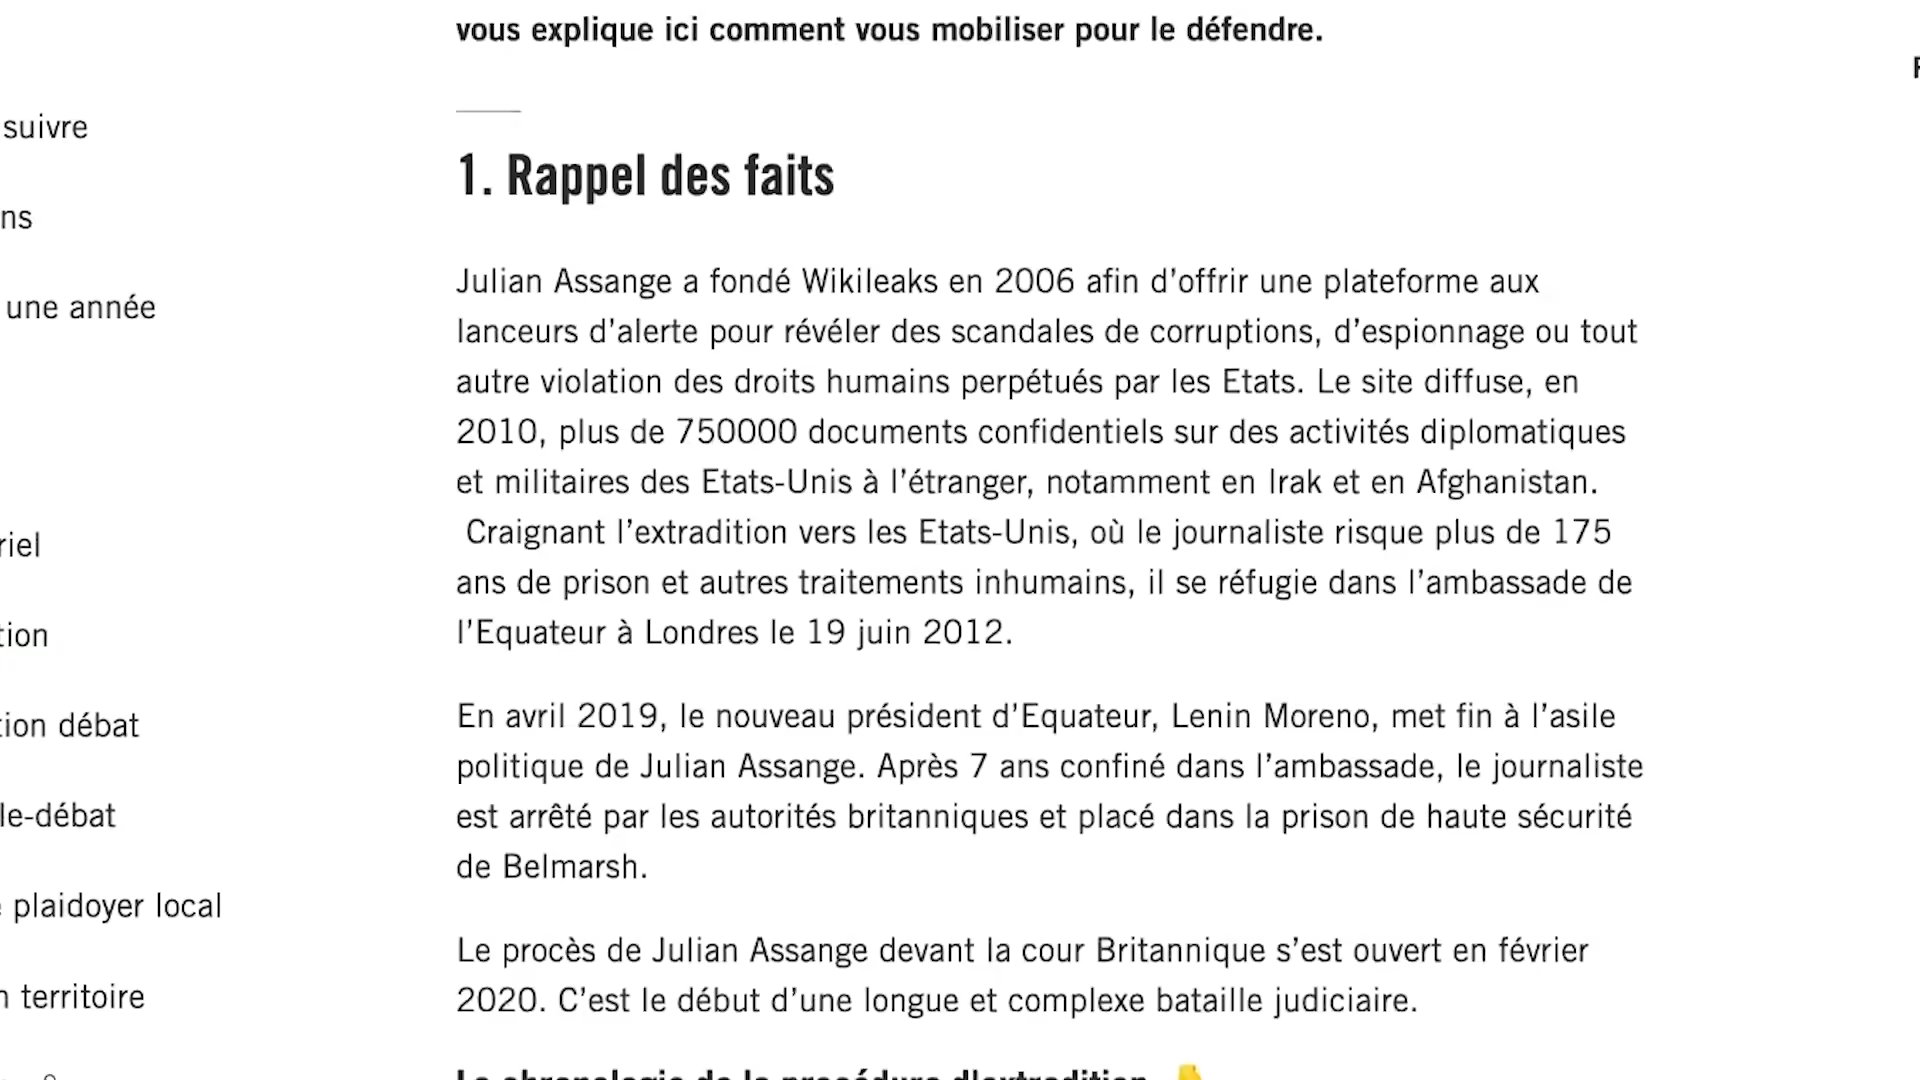 vous explique ici comment vous mobiliser pour le défendre.
suivre
ns
une année
riel
tion
tion débat
le-débat
plaidoyer local
territoire
1. Rappel des faits
Julian Assange a fondé Wikileaks en 2006 afin d’offrir une plateforme aux
lanceurs d’alerte pour révéler des scandales de corruptions, d’espionnage ou tout
autre violation des droits humains perpétués par les Etats. Le site diffuse, en
2010, plus de 750000 documents confidentiels sur des activités diplomatiques
et militaires des Etats-Unis à l’étranger, notamment en Irak et en Afghanistan.
Craignant l’extradition vers les Etats-Unis, où le journaliste risque plus de 175
ans de prison et autres traitements inhumains, il se réfugie dans l’ambassade de
l’Equateur à Londres le 19 juin 2012.
En avril 2019, le nouveau président d’Equateur, Lenin Moreno, met fin à l’asile
politique de Julian Assange. Après 7 ans confiné dans l’ambassade, le journaliste
est arrêté par les autorités britanniques et placé dans la prison de haute sécurité
de Belmarsh.
Le procès de Julian Assange devant la cour Britannique s’est ouvert en février
2020. C’est le début d’une longue et complexe bataille judiciaire.
La chronologie de la procédure d'extradition